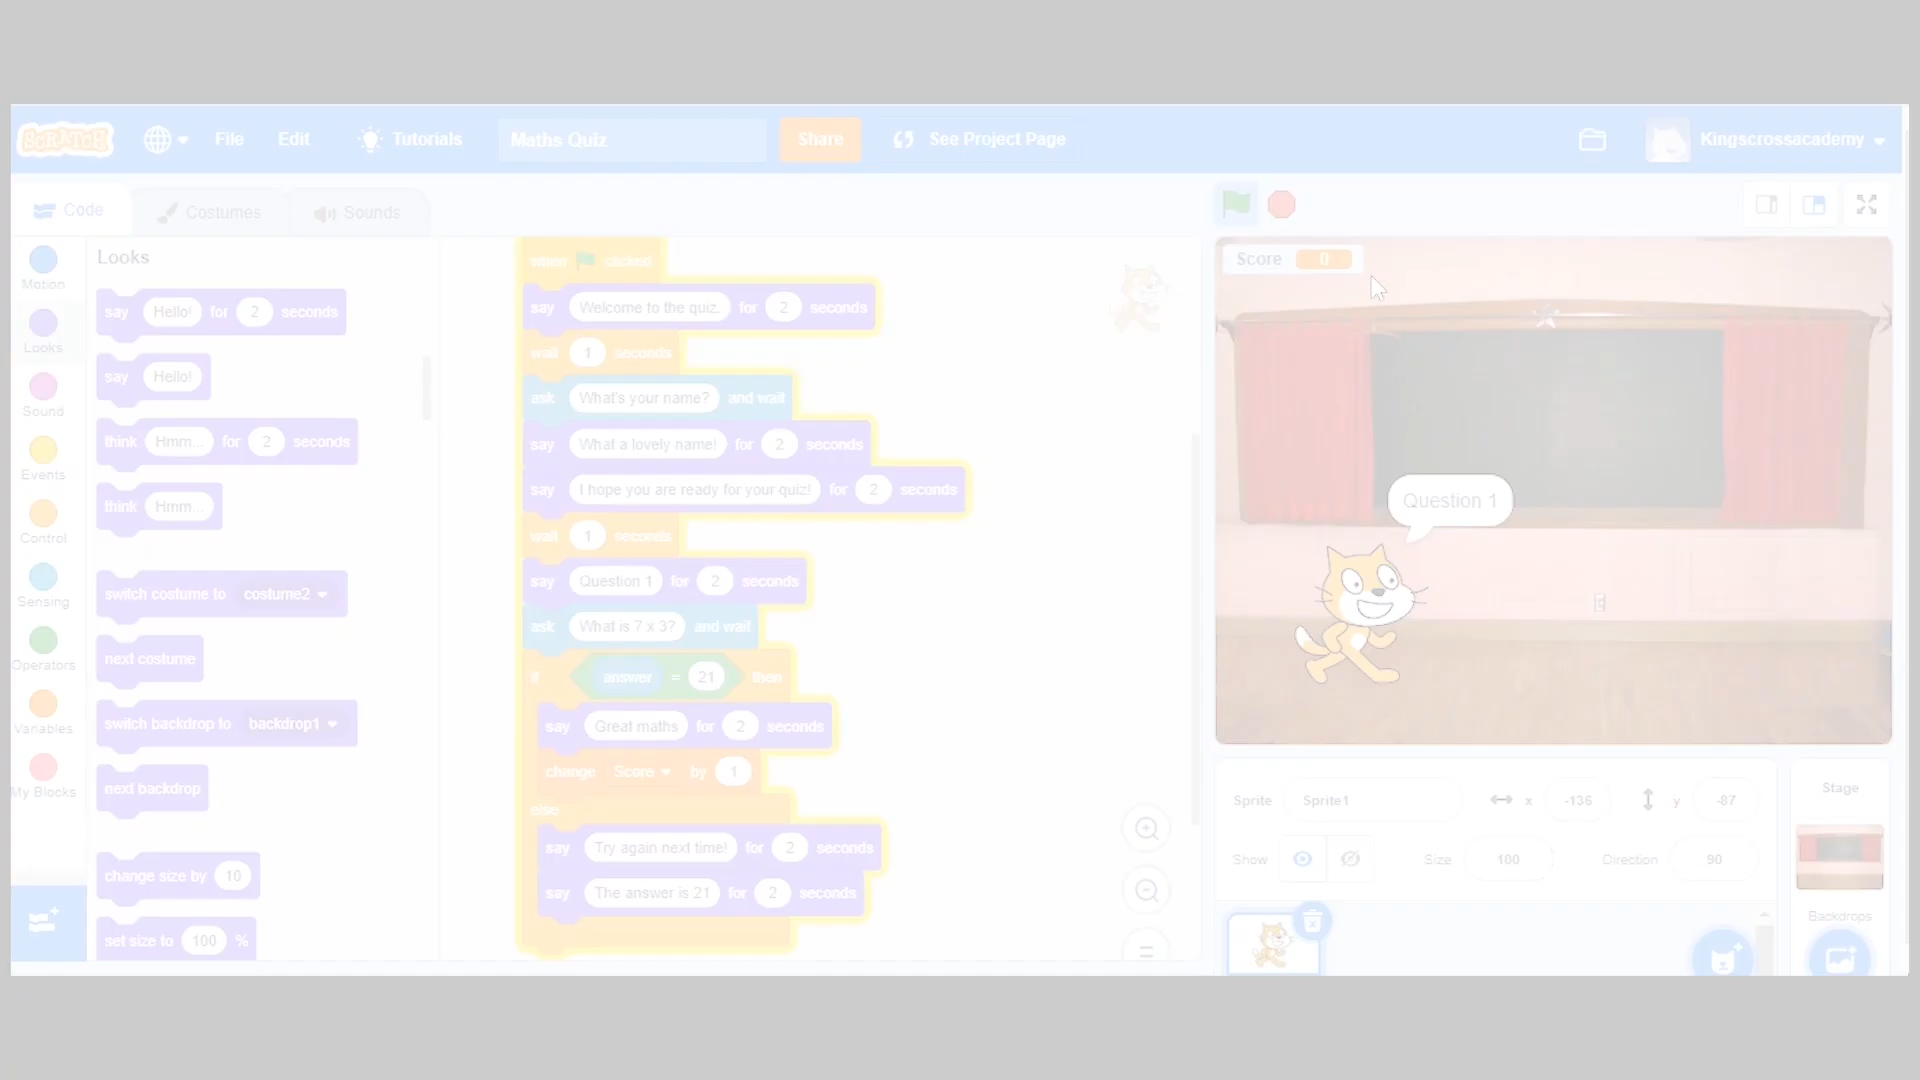 SCRATCH File Edit Tutorials Maths Quiz Share See Project Page Kingscrossacademy
Code Costumes Sounds
Motion
Looks
Sound
Events
Control
Sensing
Operators
Variables
My Blocks
Looks
say Hello! for 2 seconds
say Hello!
think Hmm... for 2 seconds
think Hmm...
switch costume to costume2
next costume
switch backdrop to backdrop1
next backdrop
change size by 10
set size to 100 %
when clicked
say Welcome to the quiz. for 2 seconds
wait 1 seconds
ask What's your name? and wait
say What a lovely name! for 2 seconds
say I hope you are ready for your quiz! for 2 seconds
wait 1 seconds
say Question 1 for 2 seconds
ask What is 7 x 3? and wait
if answer = 21 then
say Great maths for 2 seconds
change Score by 1
else
say Try again next time! for 2 seconds
say The answer is 21 for 2 seconds
Score 0
Question 1
Sprite Sprite1 x -136 y -87
Show Size 100 Direction 90
Stage
Backdrops